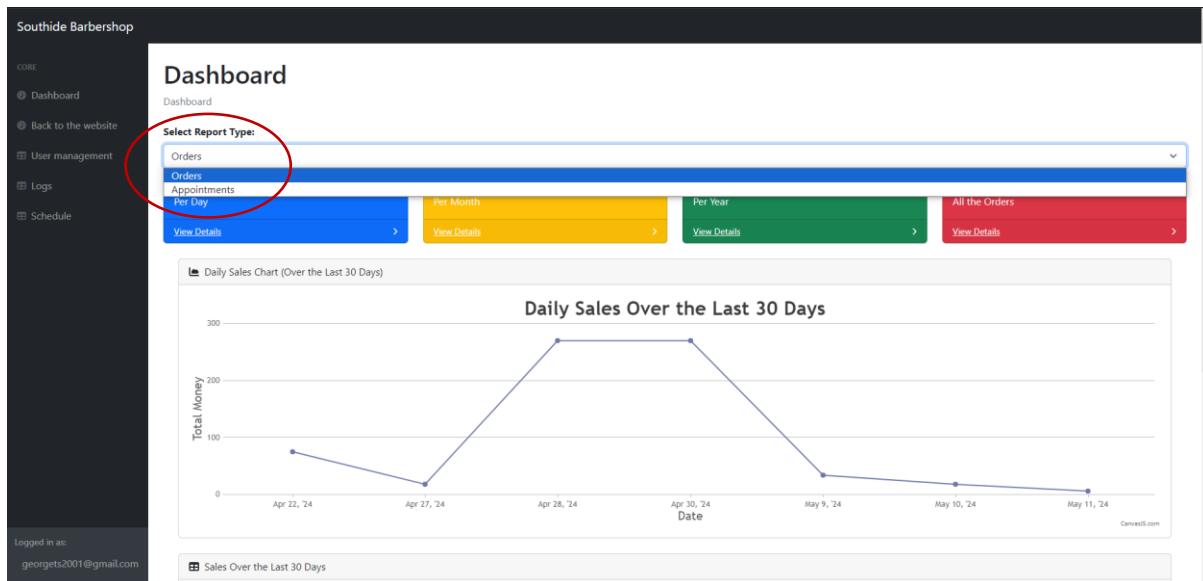 Southide Barbershop
CORE
Dashboard
Back to the website
User management
Logs
Schedule
Logged in as:
georgets2001@gmail.com
Dashboard
Dashboard
Select Report Type:
Orders
Orders
Appointments
Per Day
Per Month
Per Year
All the Orders
View Details
View Details
View Details
View Details
Daily Sales Chart (Over the Last 30 Days)
Daily Sales Over the Last 30 Days
300
200
100
0
Total Money
Apr 22, '24
Apr 27, '24
Apr 28, '24
Apr 30, '24
May 9, '24
May 10, '24
May 11, '24
Date
CanvasJS.com
Sales Over the Last 30 Days